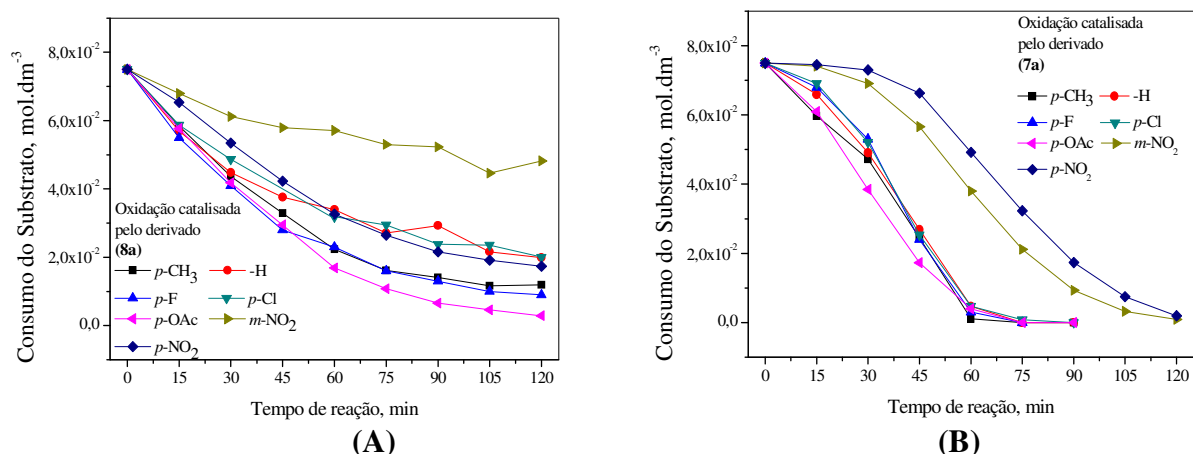 Consumo do Substrato, mol.dm-3
8,0x10-2
6,0x10-2
4,0x10-2
2,0x10-2
0,0
Oxidação catalisada
pelo derivado
(8a)
p-CH3 -H
p-F p-Cl
p-OAc m-NO2
p-NO2
0 15 30 45 60 75 90 105 120
Tempo de reação, min
(A)
Consumo do Substrato, mol.dm-3
8,0x10-2
6,0x10-2
4,0x10-2
2,0x10-2
0,0
Oxidação catalisada
pelo derivado
(7a)
p-CH3 -H
p-F p-Cl
p-OAc m-NO2
p-NO2
0 15 30 45 60 75 90 105 120
Tempo de reação, min
(B)